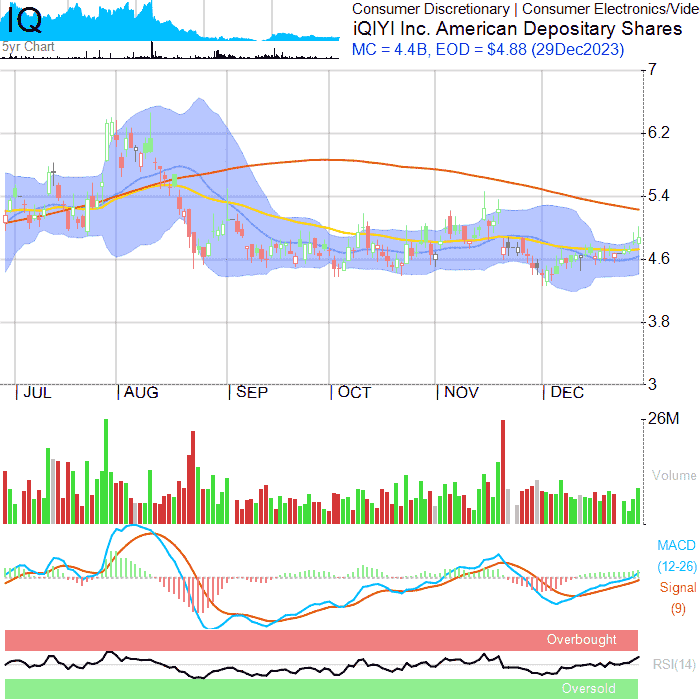 IQ
5yr Chart
Consumer Discretionary | Consumer Electronics/Vide
iQIYI Inc. American Depositary Shares
MC = 4.4B, EOD = $4.88 (29Dec2023)
7
6.2
5.4
4.6
3.8
3
JUL AUG SEP OCT NOV DEC
26M
Volume
MACD
(12-26)
Signal
(9)
Overbought
RSI(14)
Oversold